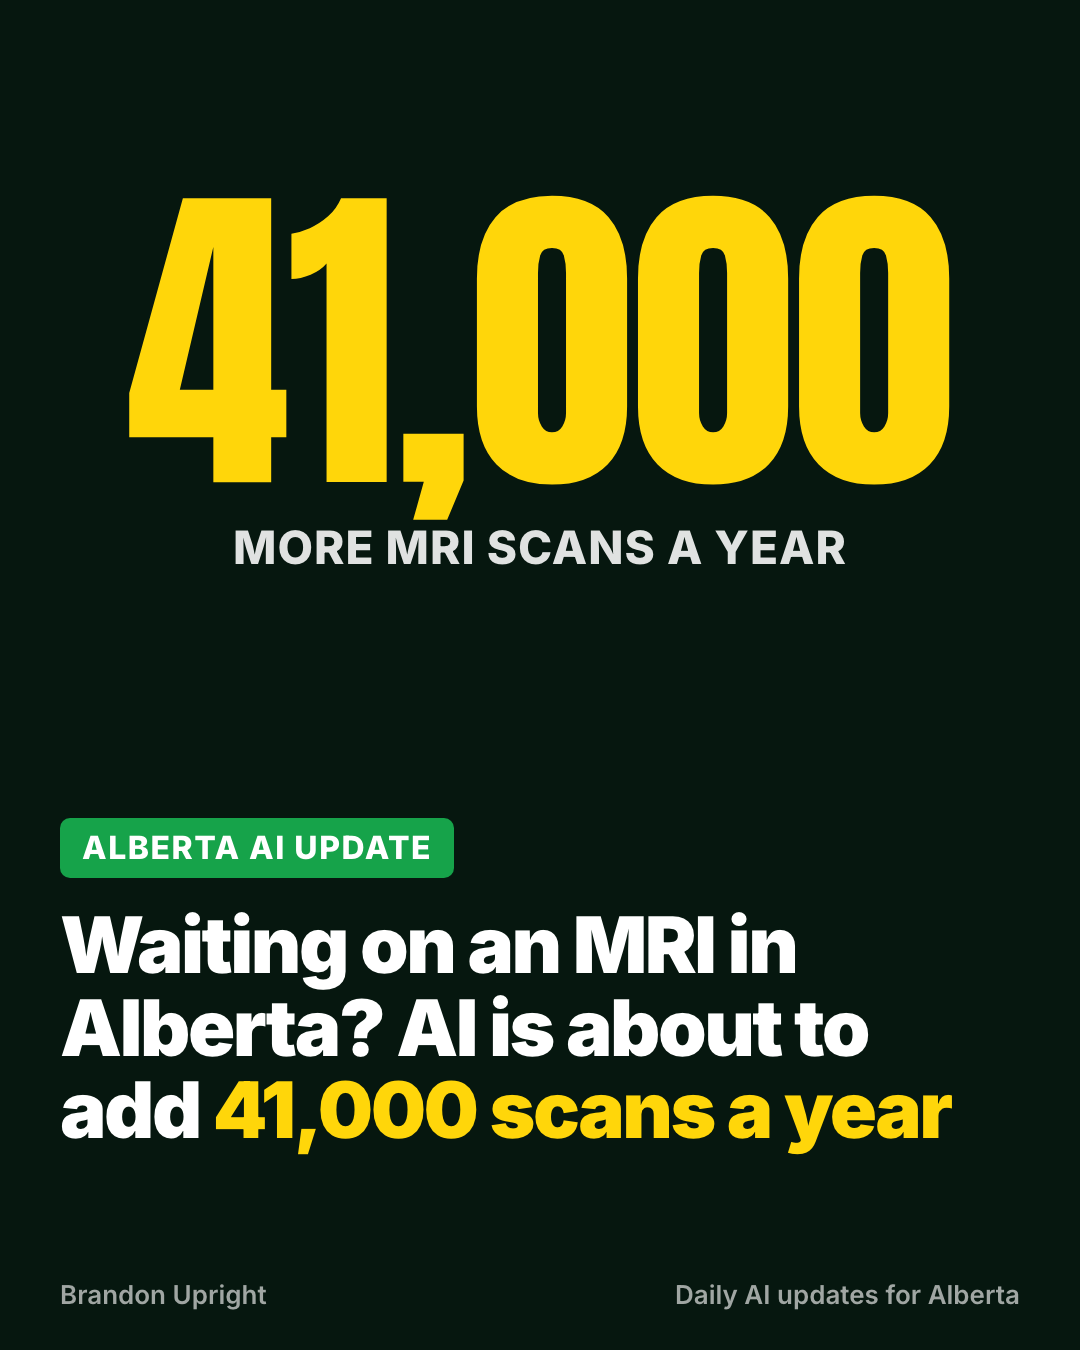 41,000
MORE MRI SCANS A YEAR
ALBERTA AI UPDATE
Waiting on an MRI in
Alberta? AI is about to
add 41,000 scans a year
Brandon Upright
Daily AI updates for Alberta